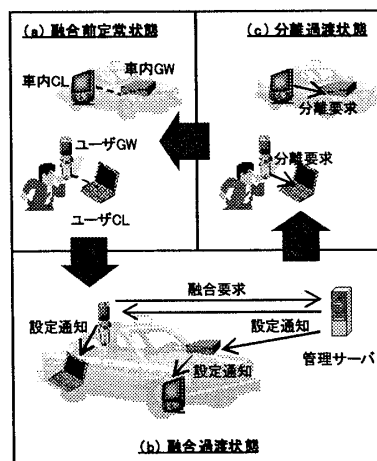 (a) 融合前定常状態
車内CL
車内GW
ユーザGW
ユーザCL
(c) 分離過渡状態
分離要求
分離要求
融合要求
設定通知
設定通知
設定通知
管理サーバ
(b) 融合過渡状態